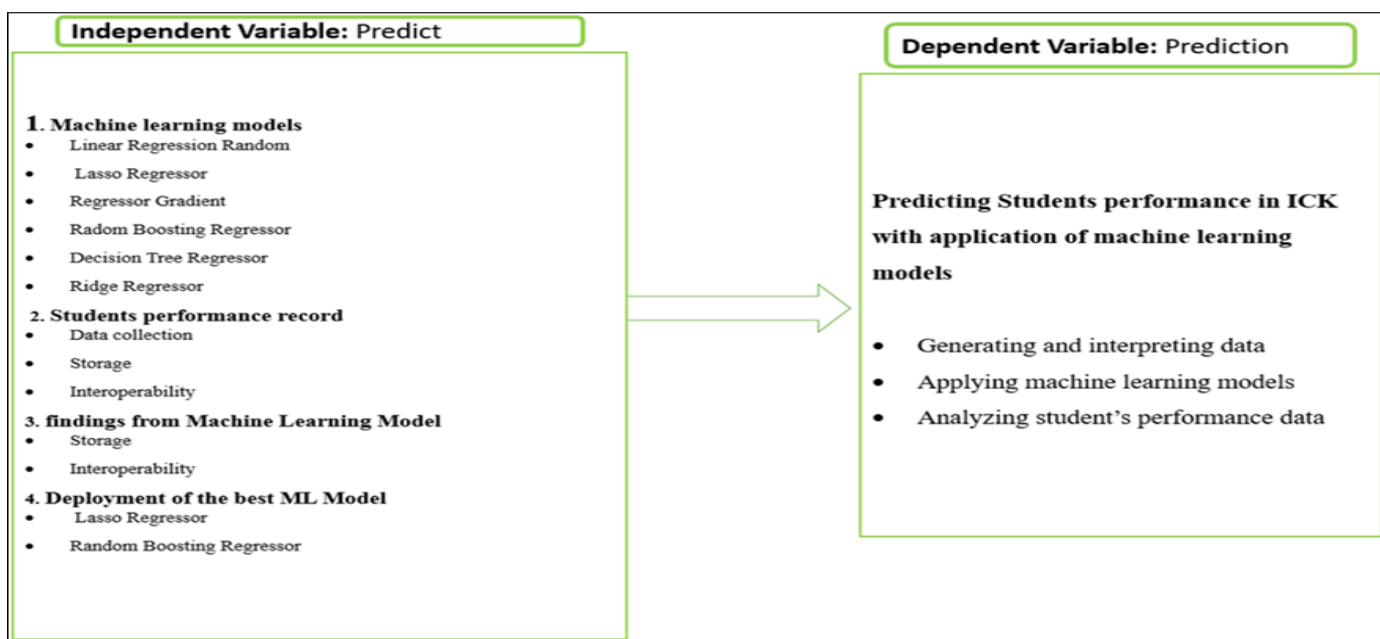 Independent Variable: Predict
1. Machine learning models
• Linear Regression Random
• Lasso Regressor
• Regressor Gradient
• Radom Boosting Regressor
• Decision Tree Regressor
• Ridge Regressor
2. Students performance record
• Data collection
• Storage
• Interoperability
3. findings from Machine Learning Model
• Storage
• Interoperability
4. Deployment of the best ML Model
• Lasso Regressor
• Random Boosting Regressor
Dependent Variable: Prediction
Predicting Students performance in ICK
with application of machine learning
models
• Generating and interpreting data
• Applying machine learning models
• Analyzing student’s performance data